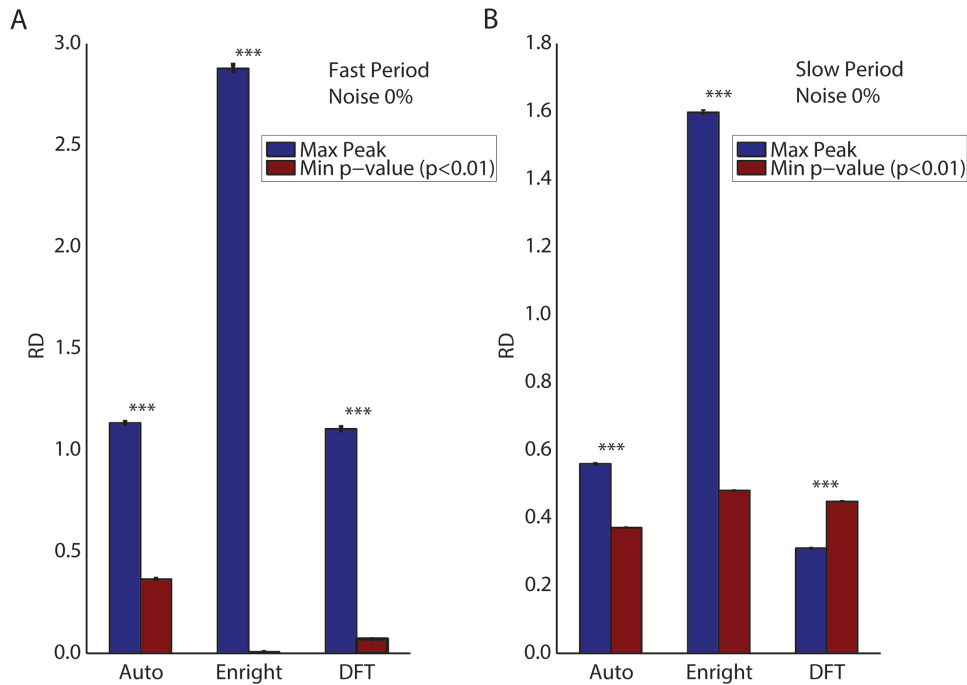 A
3.0
2.5
2.0
1.5
1.0
0.5
0.0
RD
***
***
***
Fast Period
Noise 0%
Max Peak
Min p-value (p<0.01)
Auto
Enright
DFT
B
1.8
1.6
1.4
1.2
1.0
0.8
0.6
0.4
0.2
0.0
RD
***
***
***
Slow Period
Noise 0%
Max Peak
Min p-value (p<0.01)
Auto
Enright
DFT